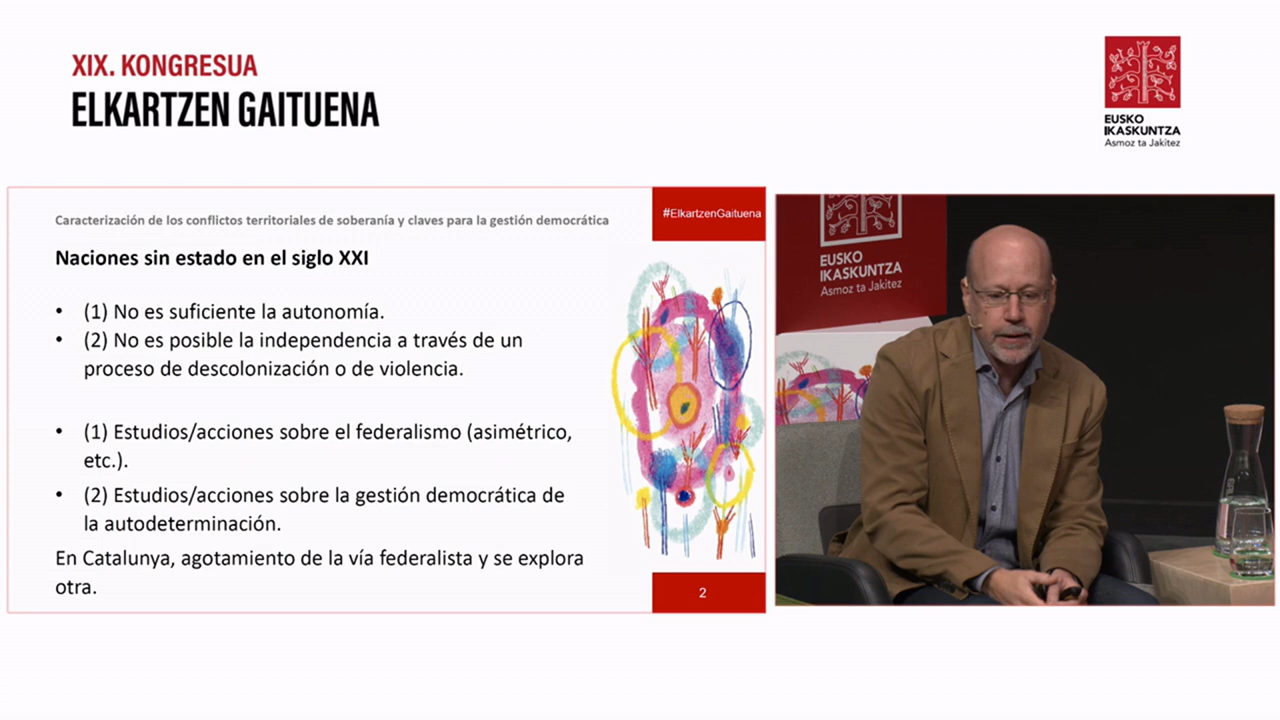 XIX. KONGRESUA
ELKARTZEN GAITUENA
EUSKO
IKASKUNTZA
Asmoz ta Jakitez
Caracterización de los conflictos territoriales de soberanía y claves para la gestión democrática
#ElkartzenGaituena
Naciones sin estado en el siglo XXI
• (1) No es suficiente la autonomía.
• (2) No es posible la independencia a través de un
proceso de descolonización o de violencia.
• (1) Estudios/acciones sobre el federalismo (asimétrico,
etc.).
• (2) Estudios/acciones sobre la gestión democrática de
la autodeterminación.
En Catalunya, agotamiento de la vía federalista y se explora
otra.
2
EUSKO
IKASKUNTZA
Asmoz ta Jakitez